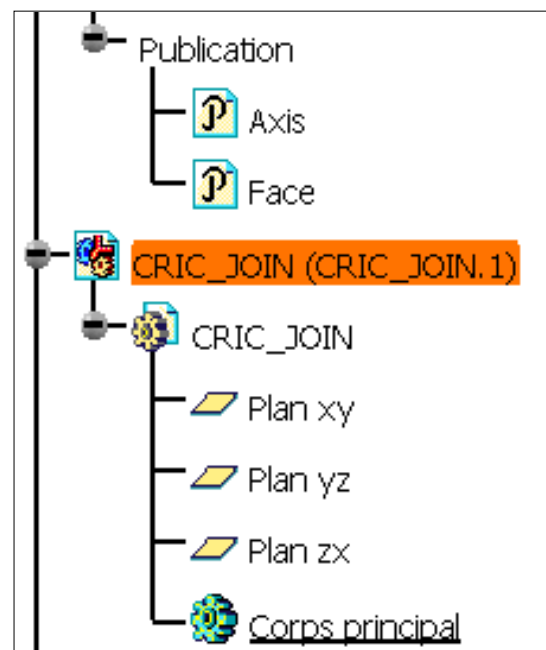 Publication
Axis
Face
CRIC_JOIN (CRIC_JOIN.1)
CRIC_JOIN
Plan xy
Plan yz
Plan zx
Corps principal